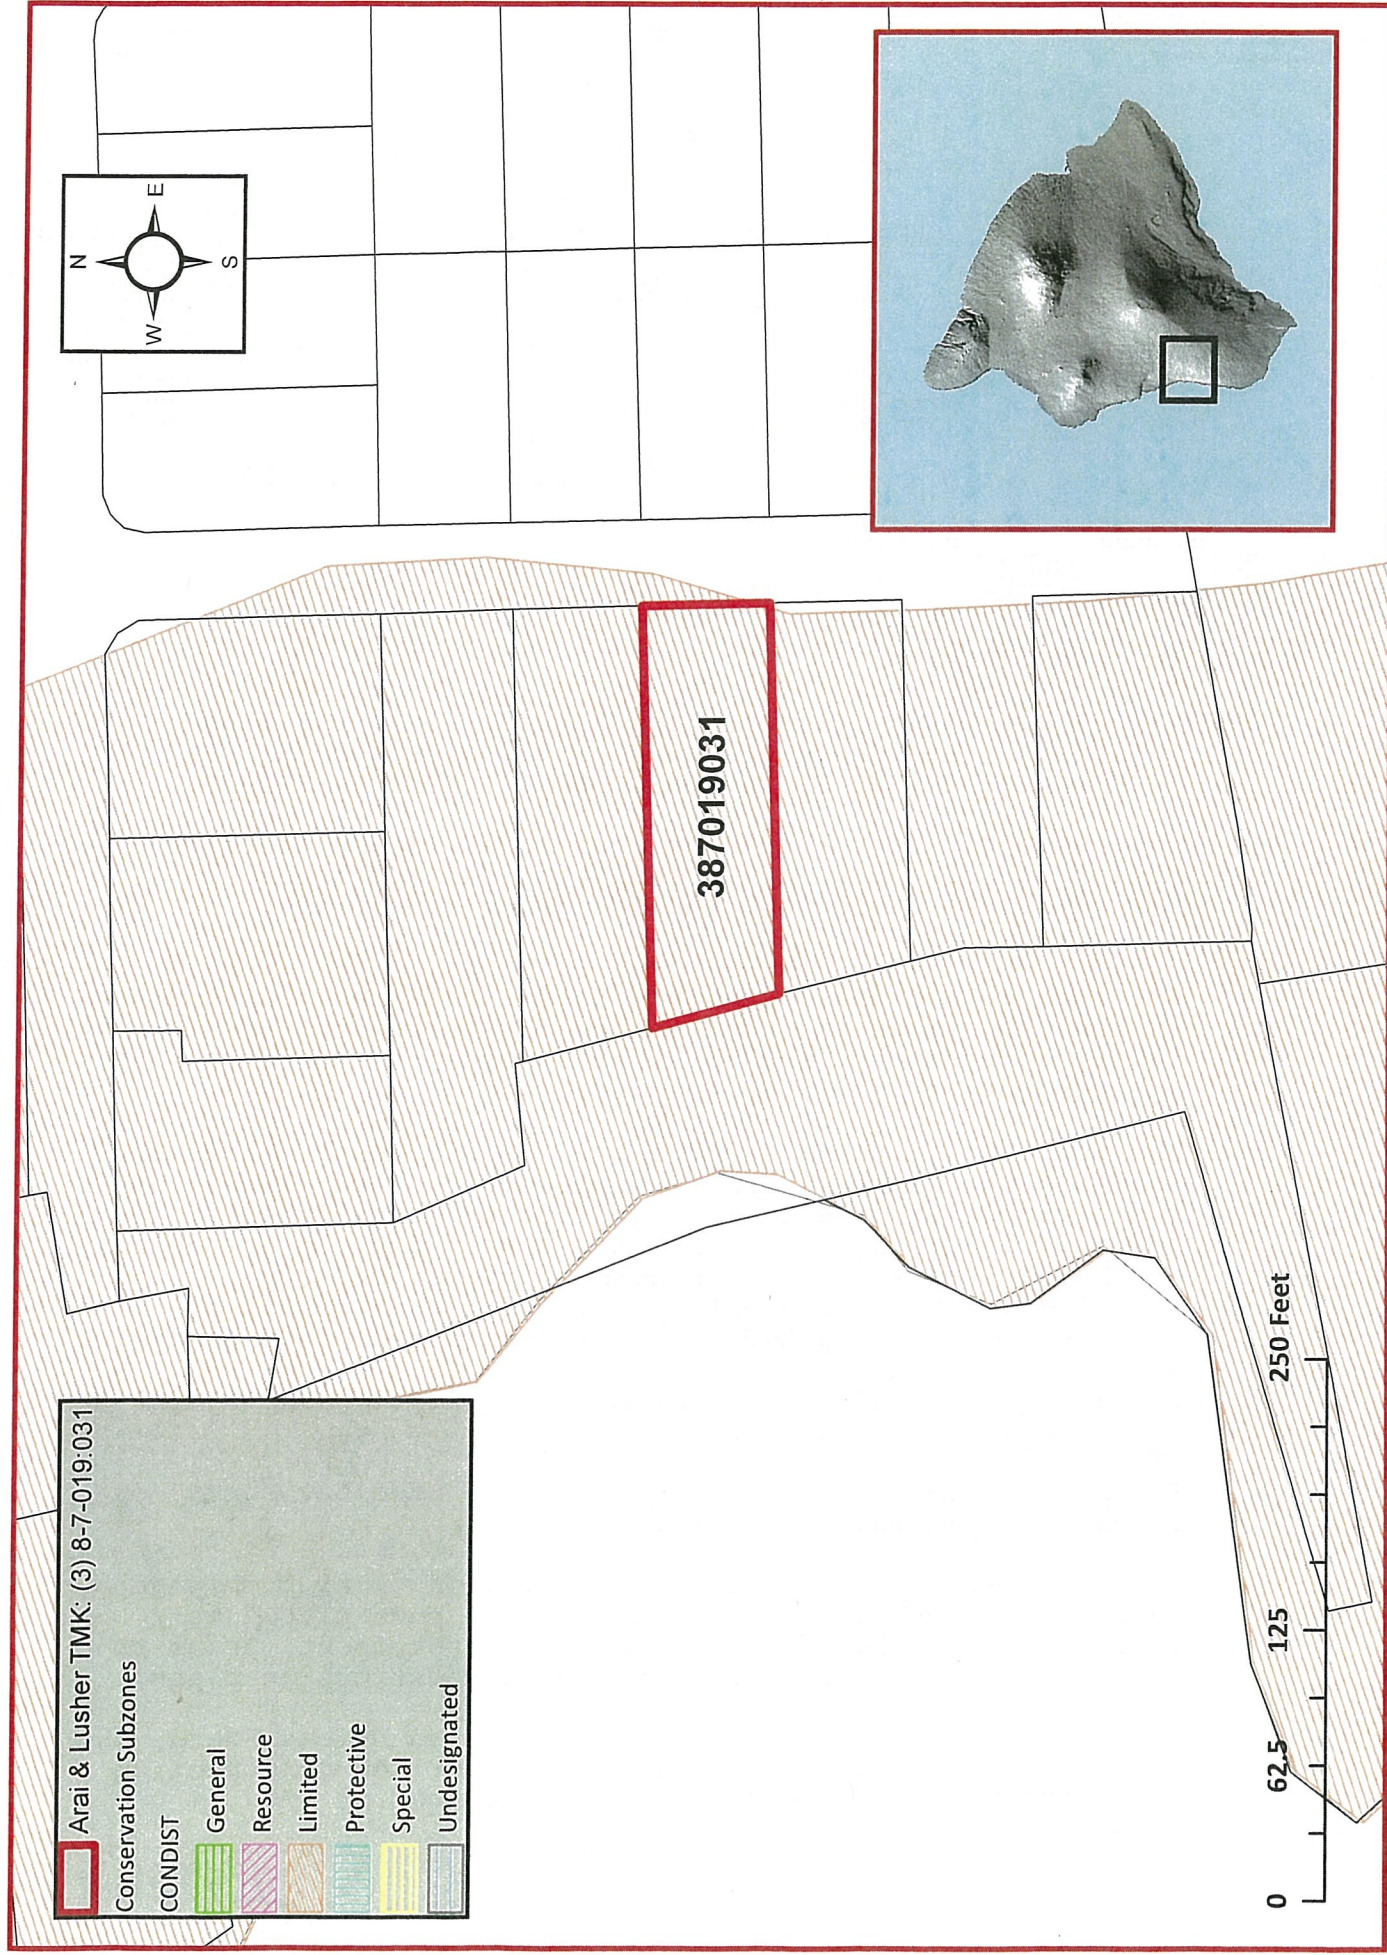 Arai & Lusher TMK: (3) 8-7-019:031
Conservation Subzones
CONDIST
General
Resource
Limited
Protective
Special
Undesignated
N
W
E
S
387019031
0
62.5
125
250 Feet